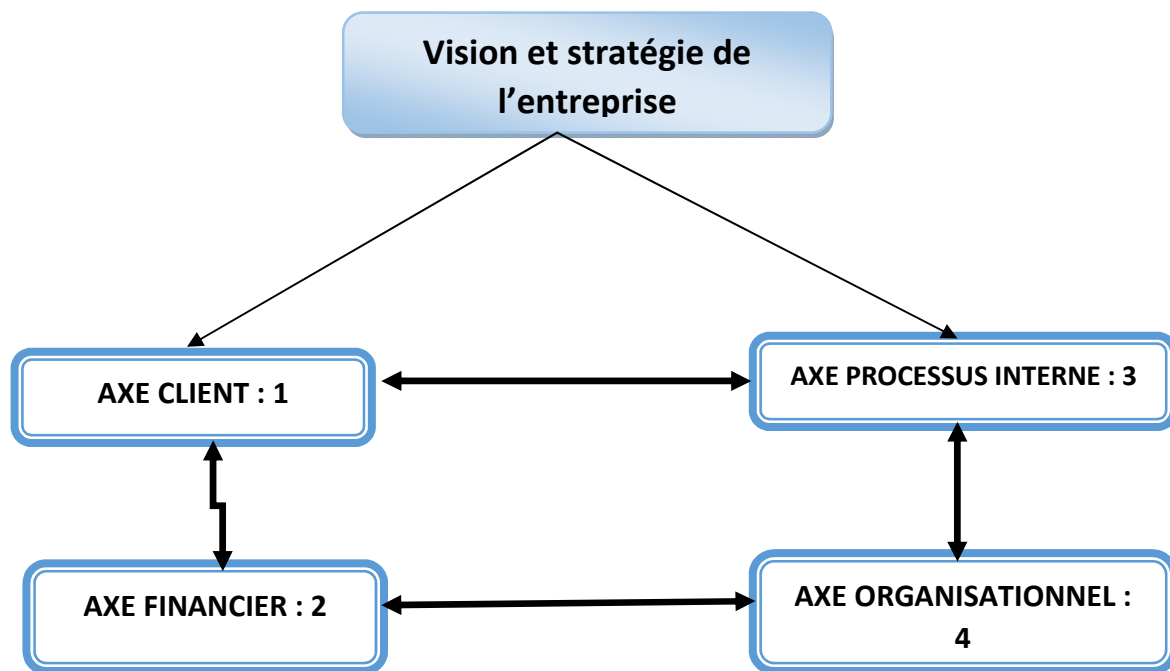 Vision et stratégie de
l’entreprise
AXE CLIENT : 1
AXE PROCESSUS INTERNE : 3
AXE FINANCIER : 2
AXE ORGANISATIONNEL :
4